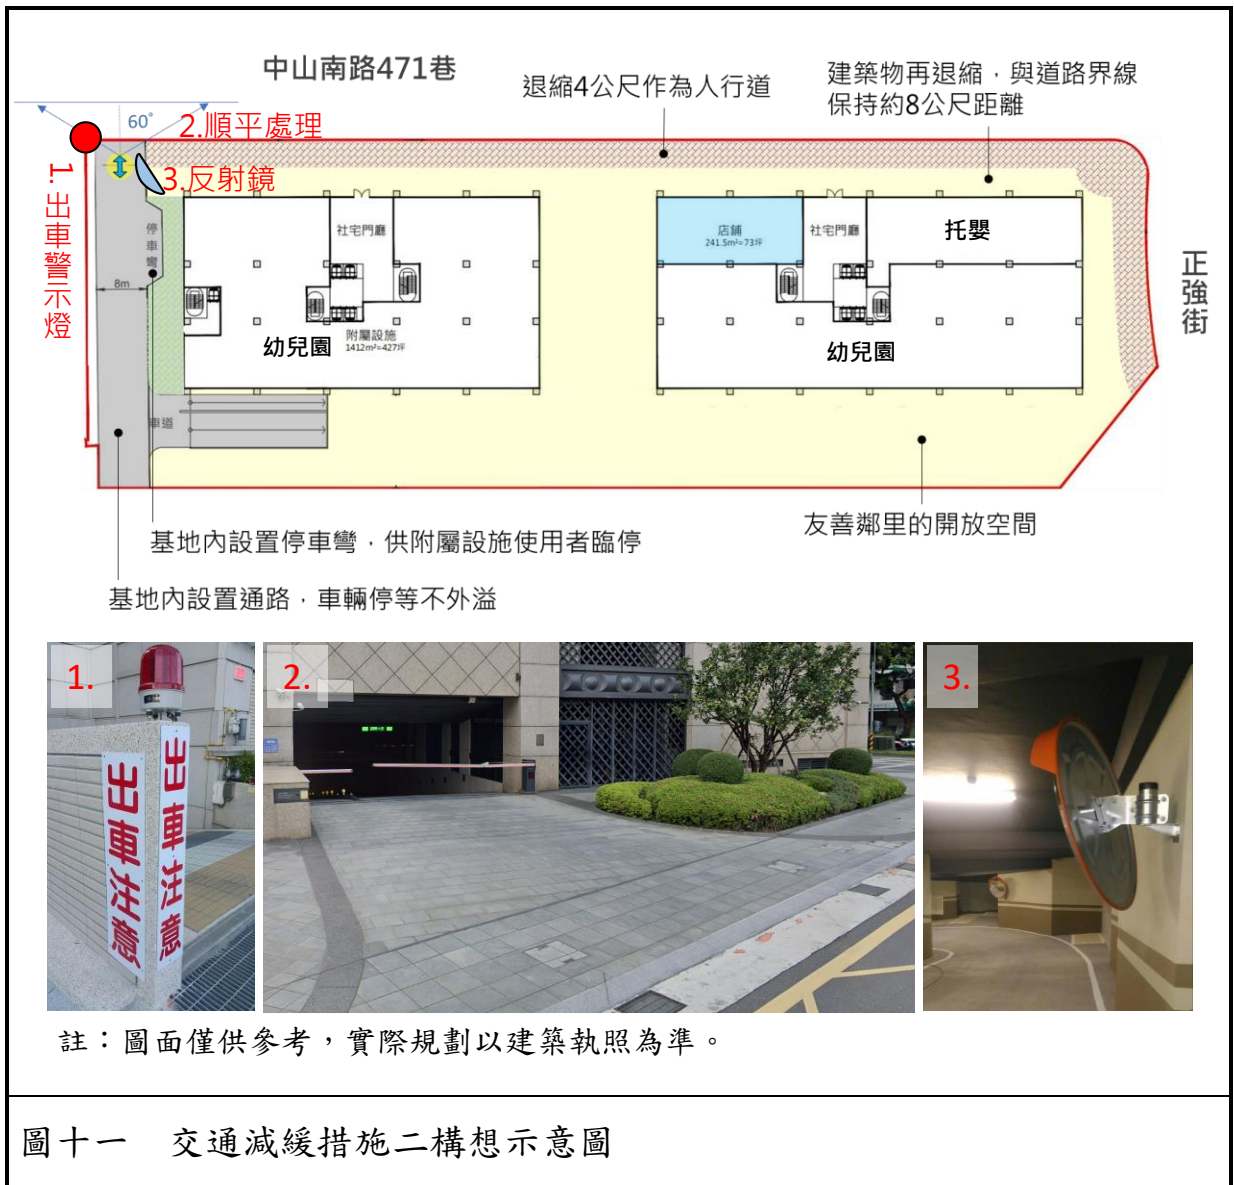 中山南路471巷
退縮4公尺作為人行道
建築物再退縮，與道路界線
保持約8公尺距離
60°
2.順平處理
3.反射鏡
1.出車警示燈
停車彎
8m
社宅門廳
店鋪
241.5m²=73坪
社宅門廳
托嬰
正強街
附屬設施
1412m²=427坪
幼兒園
幼兒園
車道
基地內設置停車彎，供附屬設施使用者臨停
友善鄰里的開放空間
基地內設置通路，車輛停等不外溢
1.
2.
3.
出車注意
出車注意
註：圖面僅供參考，實際規劃以建築執照為準。
圖十一　交通減緩措施二構想示意圖